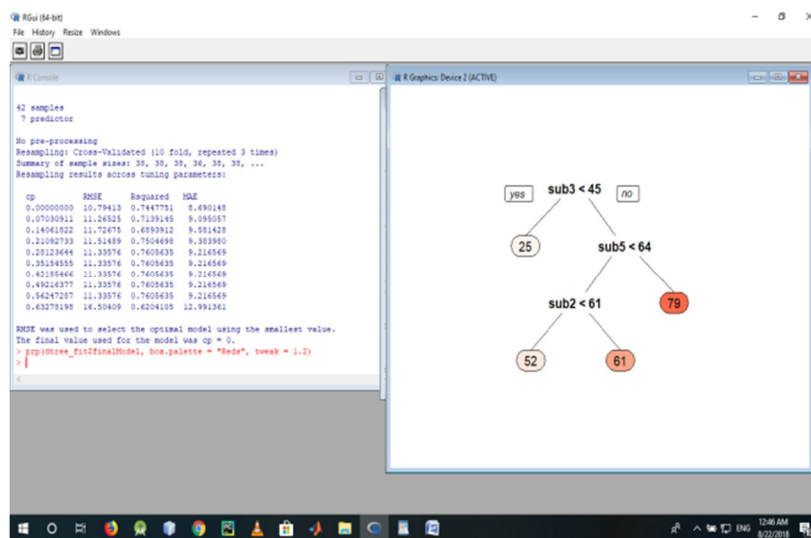 RGui (64-bit)
File History Resize Windows
R Console
42 samples
7 predictor
No pre-processing
Resampling: Cross-Validated (10 fold, repeated 3 times)
Summary of sample sizes: 38, 38, 38, 36, 38, 38, ...
Resampling results across tuning parameters:
cp RMSE Rsquared MAE
0.00000000 10.79413 0.7447751 8.690148
0.07030911 11.26525 0.7139145 9.095057
0.14061822 11.72675 0.6893912 9.581428
0.21092733 11.51489 0.7504698 9.383980
0.28123644 11.33576 0.7605635 9.216569
0.35154555 11.33576 0.7605635 9.216569
0.42185466 11.33576 0.7605635 9.216569
0.49216377 11.33576 0.7605635 9.216569
0.56247287 11.33576 0.7605635 9.216569
0.63278198 16.50409 0.6204105 12.991361
RMSE was used to select the optimal model using the smallest value.
The final value used for the model was cp = 0.
> prp(dtree_fit$finalModel, box.palette = "Reds", tweak = 1.2)
>
R Graphics: Device 2 (ACTIVE)
sub3 < 45
yes no
25
sub5 < 64
sub2 < 61
79
52
61
ENG
12:46 AM
8/22/2018